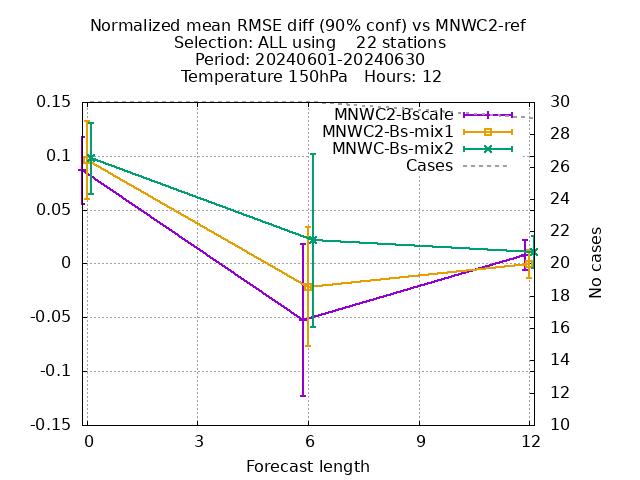 Normalized mean RMSE diff (90% conf) vs MNWC2-ref
Selection: ALL using    22 stations
Period: 20240601-20240630
Temperature 150hPa   Hours: 12
MNWC2-Bscale
MNWC2-Bs-mix1
MNWC-Bs-mix2
Cases
0.15
0.1
0.05
0
-0.05
-0.1
-0.15
30
28
26
24
22
20
18
16
14
12
10
No cases
0 3 6 9 12
Forecast length